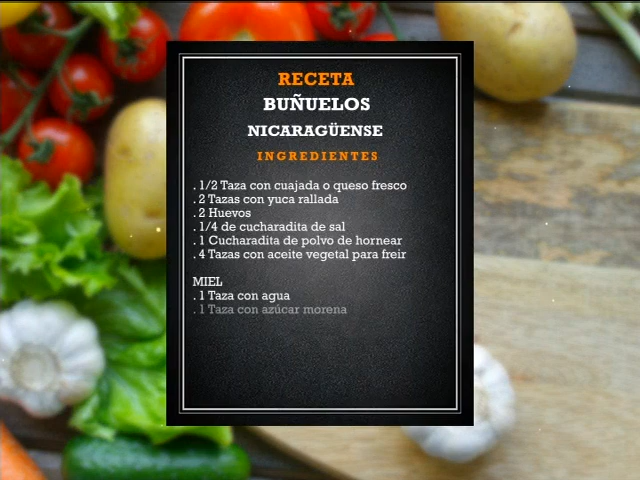 RECETA
BUÑUELOS
NICARAGÜENSE
INGREDIENTES
. 1/2 Taza con cuajada o queso fresco
. 2 Tazas con yuca rallada
. 2 Huevos
. 1/4 de cucharadita de sal
. 1 Cucharadita de polvo de hornear
. 4 Tazas con aceite vegetal para freir
MIEL
. 1 Taza con agua
. 1 Taza con azúcar morena